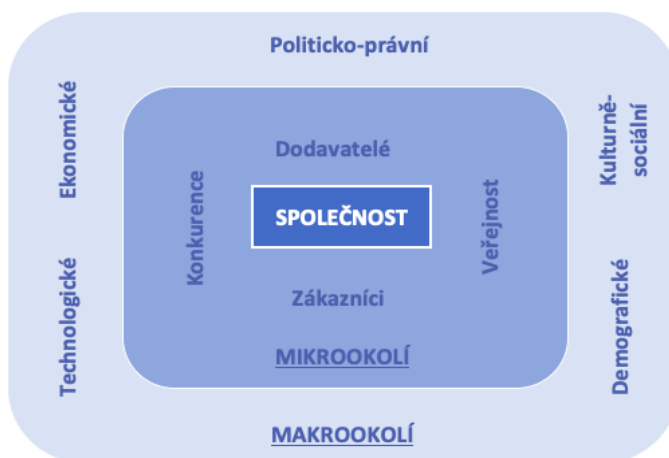 Politicko-právní
Ekonomické
Kulturně-
sociální
Dodavatelé
Konkurence
SPOLEČNOST
Veřejnost
Zákazníci
Technologické
Demografické
MIKROOKOLÍ
MAKROOKOLÍ